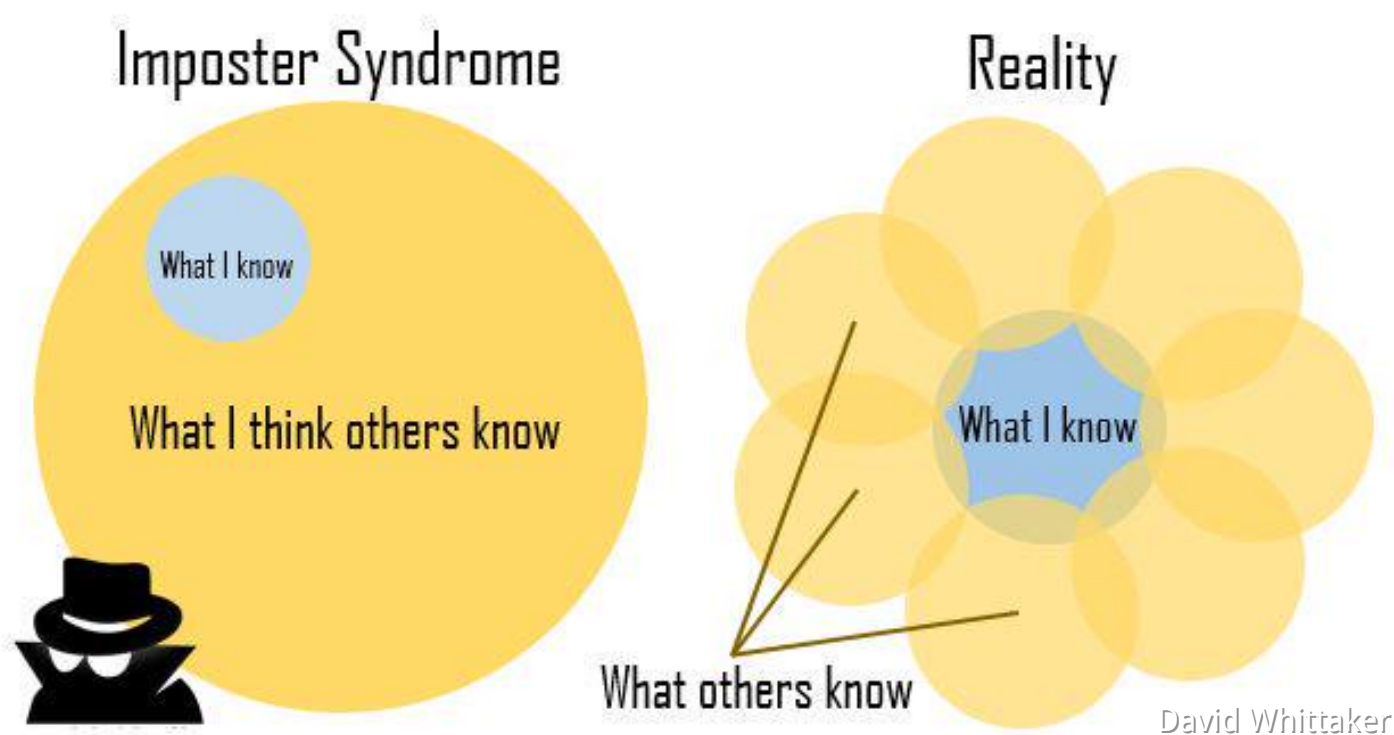 Imposter Syndrome
What I know
What I think others know
Reality
What I know
What others know
David Whittaker